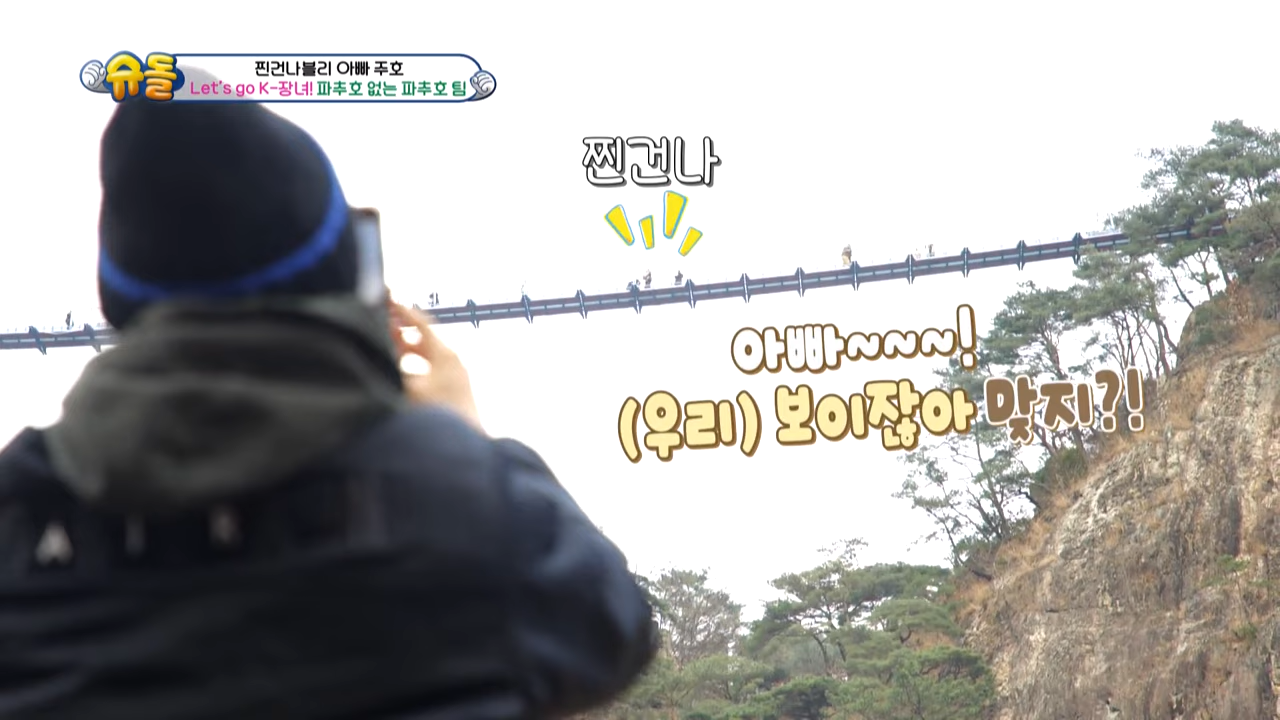 슈돌
찐건나블리 아빠 주호
Let's go K-장녀! 파추호 없는 파추호 팀
찐건나
아빠~~~~!
(우리) 보이잖아 맞지?!
AIR